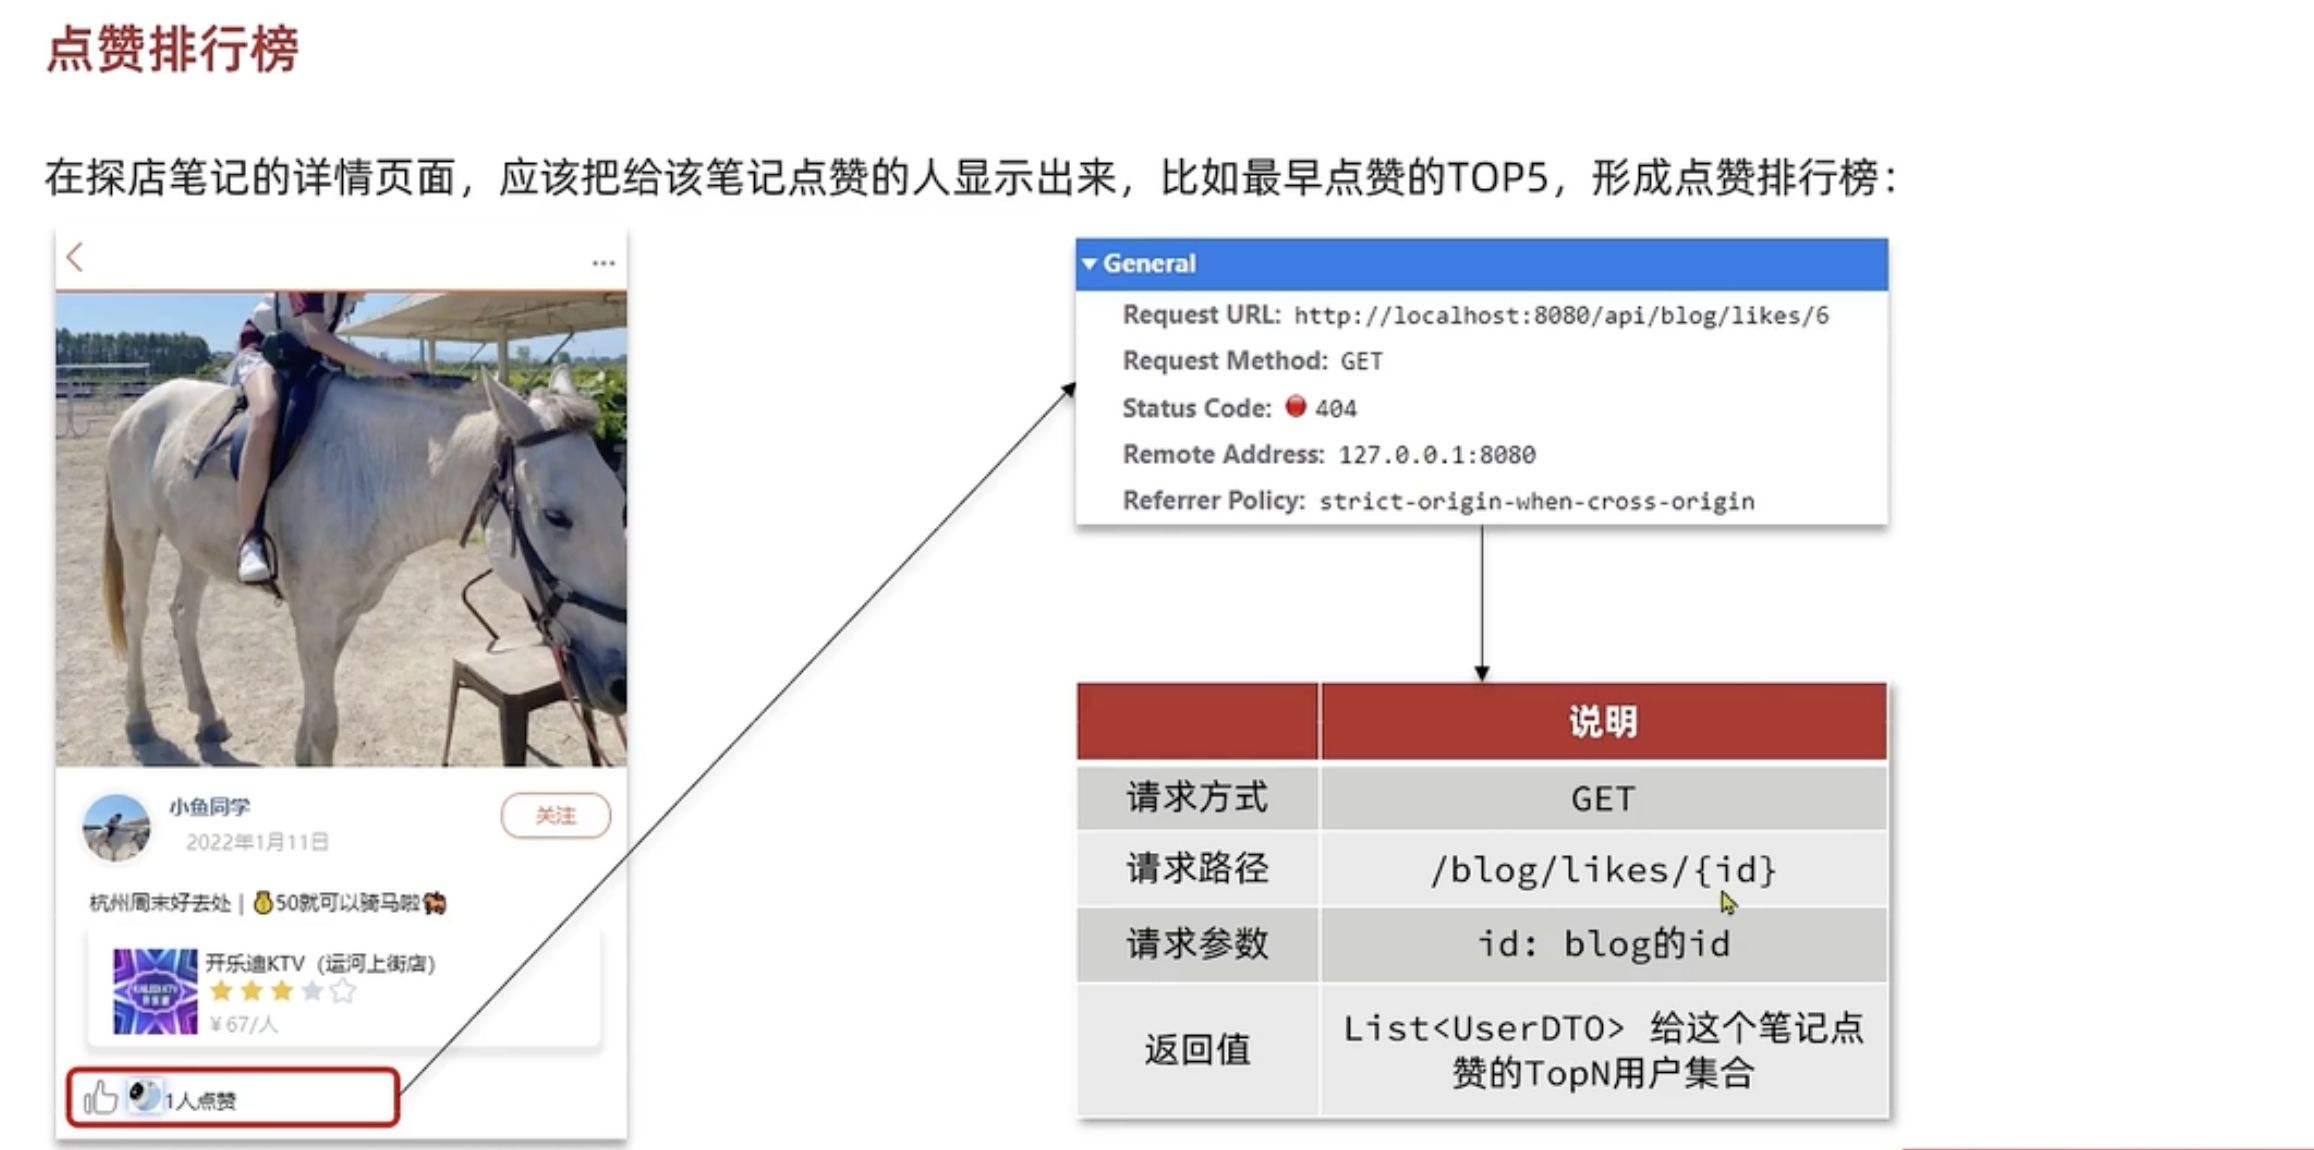 点赞排行榜
在探店笔记的详情页面，应该把给该笔记点赞的人显示出来，比如最早点赞的TOP5，形成点赞排行榜：
小鱼同学
2022年1月11日
关注
杭州周末好去处 | 💰50就可以骑马啦🐎
开乐迪KTV（运河上街店）
¥67/人
1人点赞
General
Request URL: http://localhost:8080/api/blog/likes/6
Request Method: GET
Status Code: 404
Remote Address: 127.0.0.1:8080
Referrer Policy: strict-origin-when-cross-origin
说明
请求方式 GET
请求路径 /blog/likes/{id}
请求参数 id: blog的id
返回值 List<UserDTO> 给这个笔记点
赞的TopN用户集合